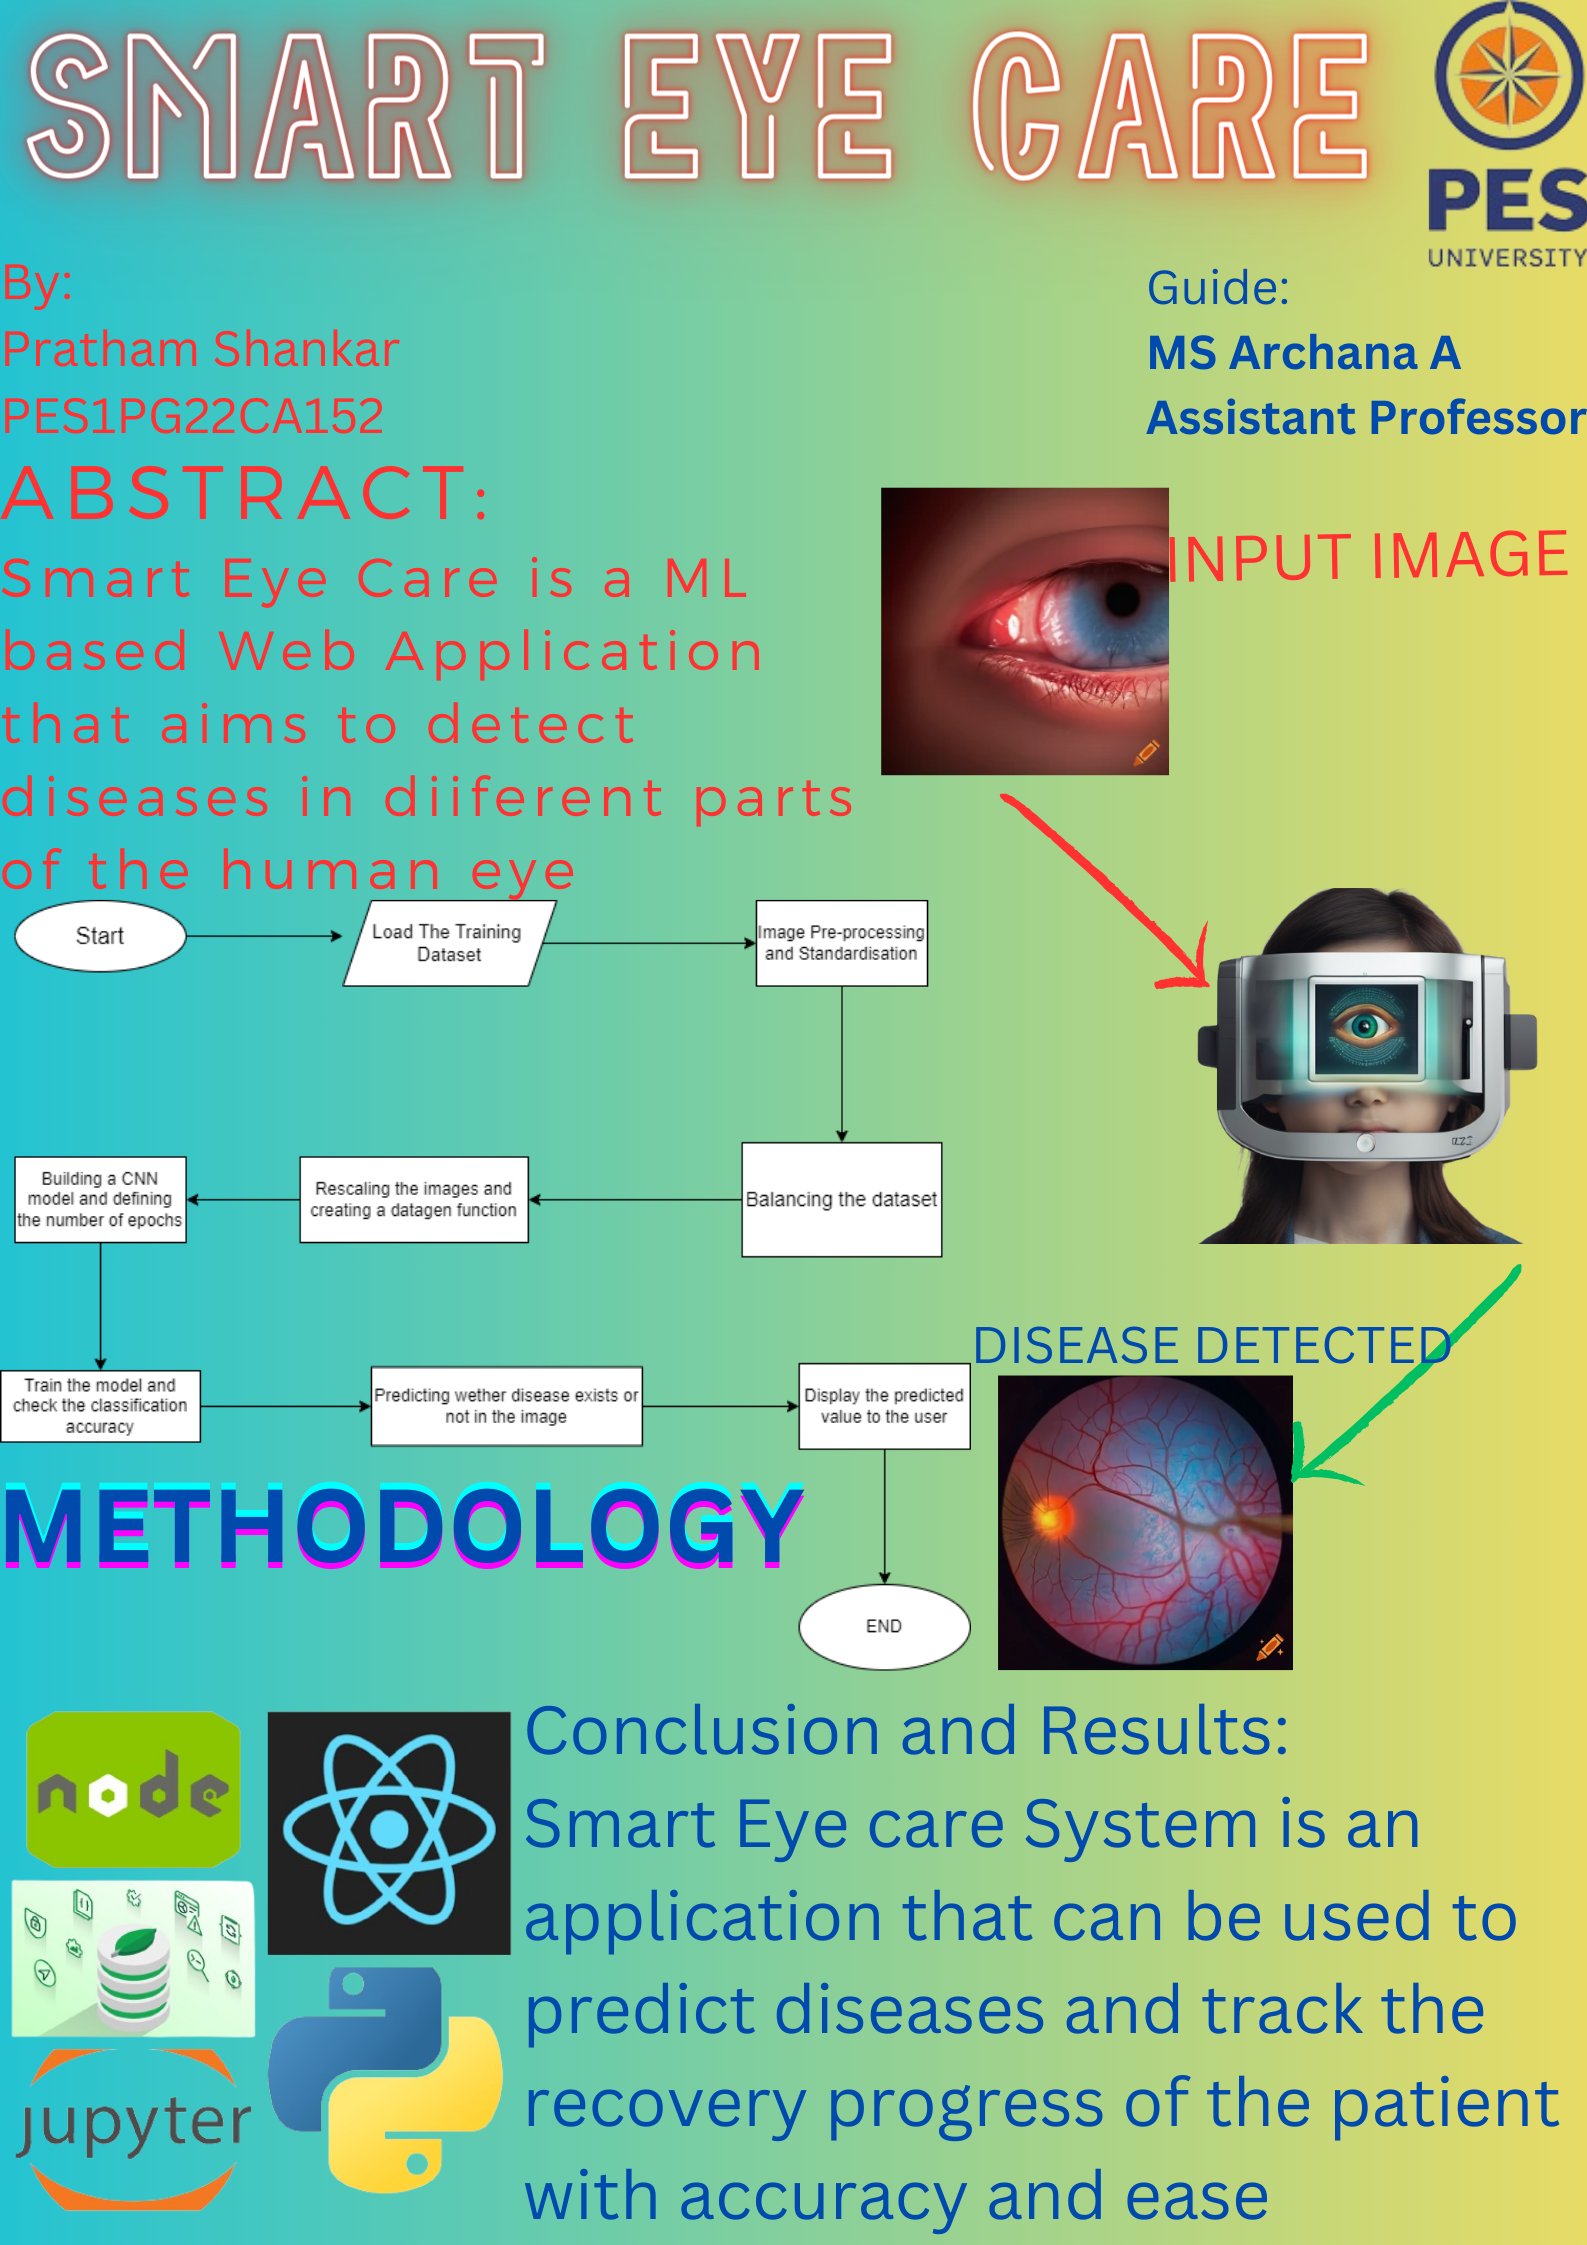 SMART EYE CARE
PES
UNIVERSITY
By:
Pratham Shankar
PES1PG22CA152
Guide:
MS Archana A
Assistant Professor
ABSTRACT:
Smart Eye Care is a ML
based Web Application
that aims to detect
diseases in diiferent parts
of the human eye
INPUT IMAGE
Start
Load The Training
Dataset
Image Pre-processing
and Standardisation
Balancing the dataset
Rescaling the images and
creating a datagen function
Building a CNN
model and defining
the number of epochs
Train the model and
check the classification
accuracy
Predicting wether disease exists or
not in the image
Display the predicted
value to the user
END
DISEASE DETECTED
METHODOLOGY
node
jupyter
Conclusion and Results:
Smart Eye care System is an
application that can be used to
predict diseases and track the
recovery progress of the patient
with accuracy and ease